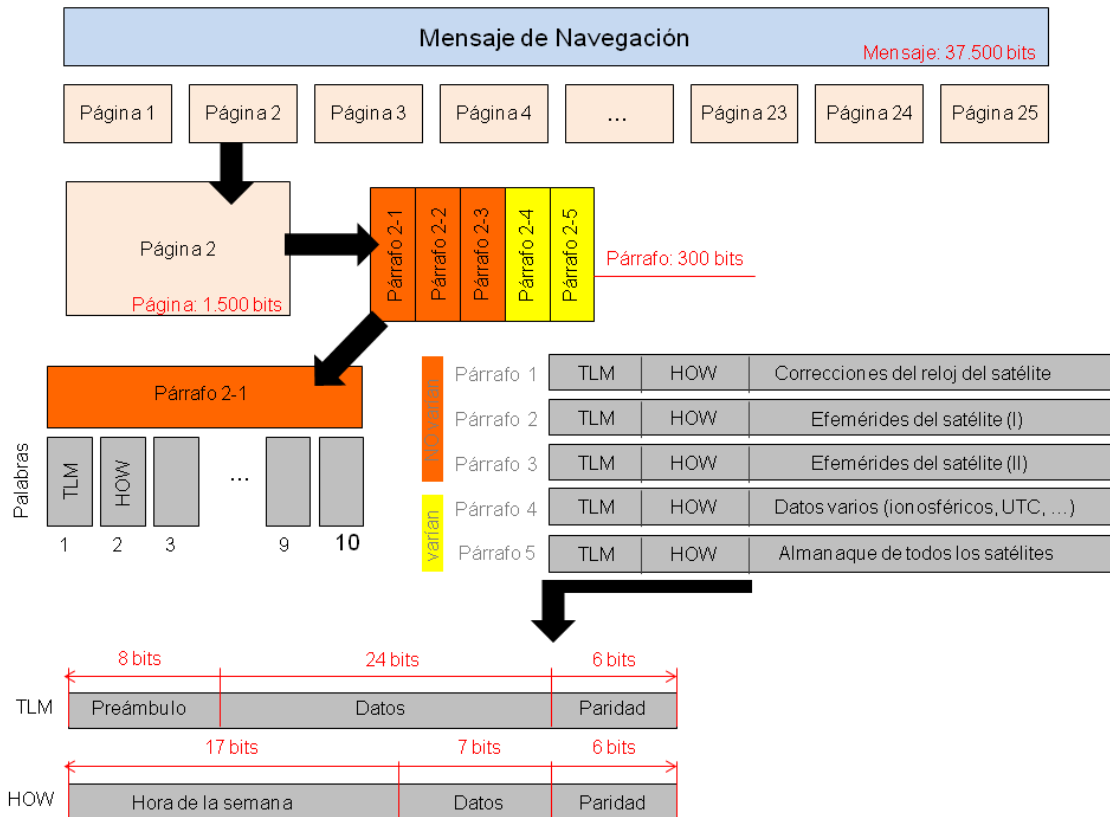 Mensaje de Navegación
Mensaje: 37.500 bits
Página 1 Página 2 Página 3 Página 4 ... Página 23 Página 24 Página 25
Página 2
Página: 1.500 bits
Párrafo 2-1
Párrafo 2-2
Párrafo 2-3
Párrafo 2-4
Párrafo 2-5
Párrafo: 300 bits
Párrafo 2-1
Palabras
TLM
HOW
...
1 2 3 9 10
NO varían
varían
Párrafo 1 TLM HOW Correcciones del reloj del satélite
Párrafo 2 TLM HOW Efemérides del satélite (I)
Párrafo 3 TLM HOW Efemérides del satélite (II)
Párrafo 4 TLM HOW Datos varios (ionosféricos, UTC, ...)
Párrafo 5 TLM HOW Almanaque de todos los satélites
8 bits 24 bits 6 bits
TLM Preámbulo Datos Paridad
17 bits 7 bits 6 bits
HOW Hora de la semana Datos Paridad